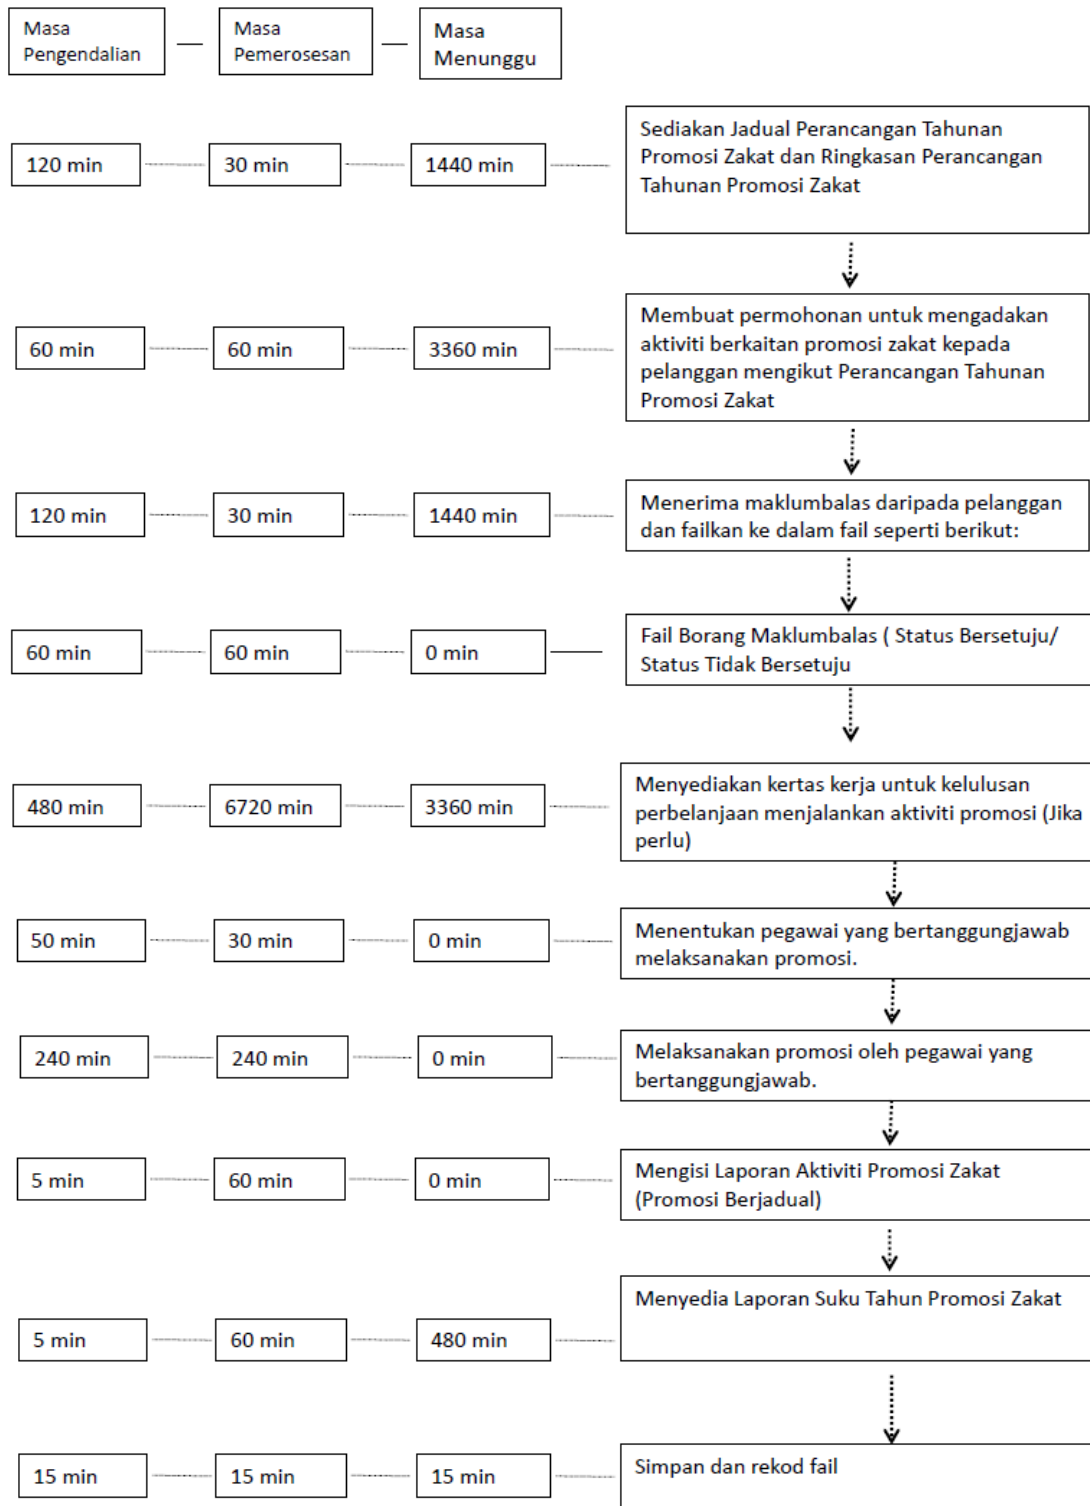 Masa
Pengendalian
Masa
Pemerosesan
Masa
Menunggu
120 min
30 min
1440 min
Sediakan Jadual Perancangan Tahunan
Promosi Zakat dan Ringkasan Perancangan
Tahunan Promosi Zakat
60 min
60 min
3360 min
Membuat permohonan untuk mengadakan
aktiviti berkaitan promosi zakat kepada
pelanggan mengikut Perancangan Tahunan
Promosi Zakat
120 min
30 min
1440 min
Menerima maklumbalas daripada pelanggan
dan failkan ke dalam fail seperti berikut:
60 min
60 min
0 min
Fail Borang Maklumbalas ( Status Bersetuju/
Status Tidak Bersetuju
480 min
6720 min
3360 min
Menyediakan kertas kerja untuk kelulusan
perbelanjaan menjalankan aktiviti promosi (Jika
perlu)
50 min
30 min
0 min
Menentukan pegawai yang bertanggungjawab
melaksanakan promosi.
240 min
240 min
0 min
Melaksanakan promosi oleh pegawai yang
bertanggungjawab.
5 min
60 min
0 min
Mengisi Laporan Aktiviti Promosi Zakat
(Promosi Berjadual)
5 min
60 min
480 min
Menyedia Laporan Suku Tahun Promosi Zakat
15 min
15 min
15 min
Simpan dan rekod fail